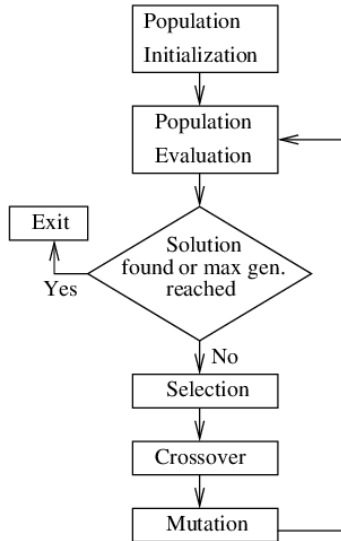 Population
Initialization
Population
Evaluation
Exit
Solution
found or max gen.
reached
Yes
No
Selection
Crossover
Mutation